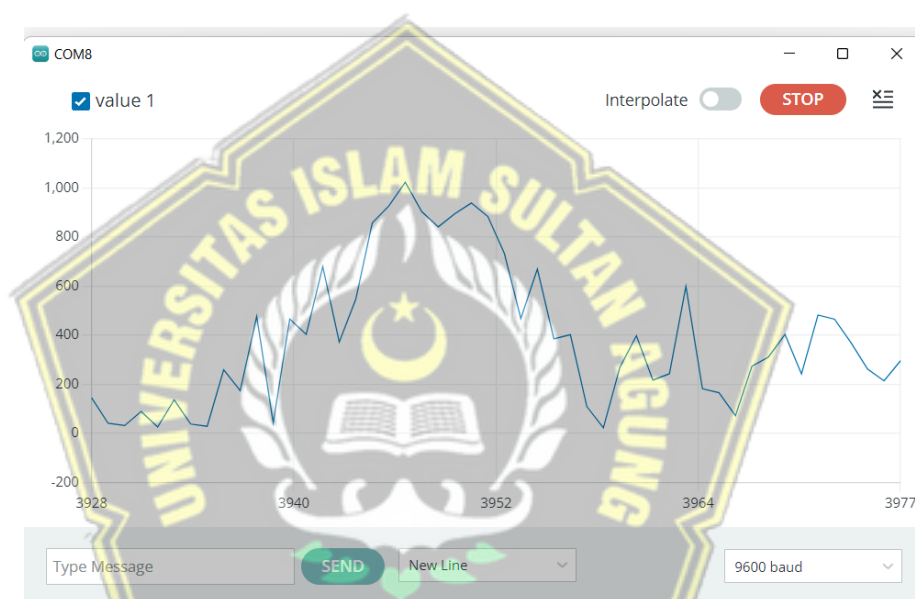 COM8
value 1
Interpolate
STOP
1,200
1,000
800
600
400
200
0
-200
3928
3940
3952
3964
3977
UNIVERSITAS ISLAM SULTAN AGUNG
Type Message
SEND
New Line
9600 baud